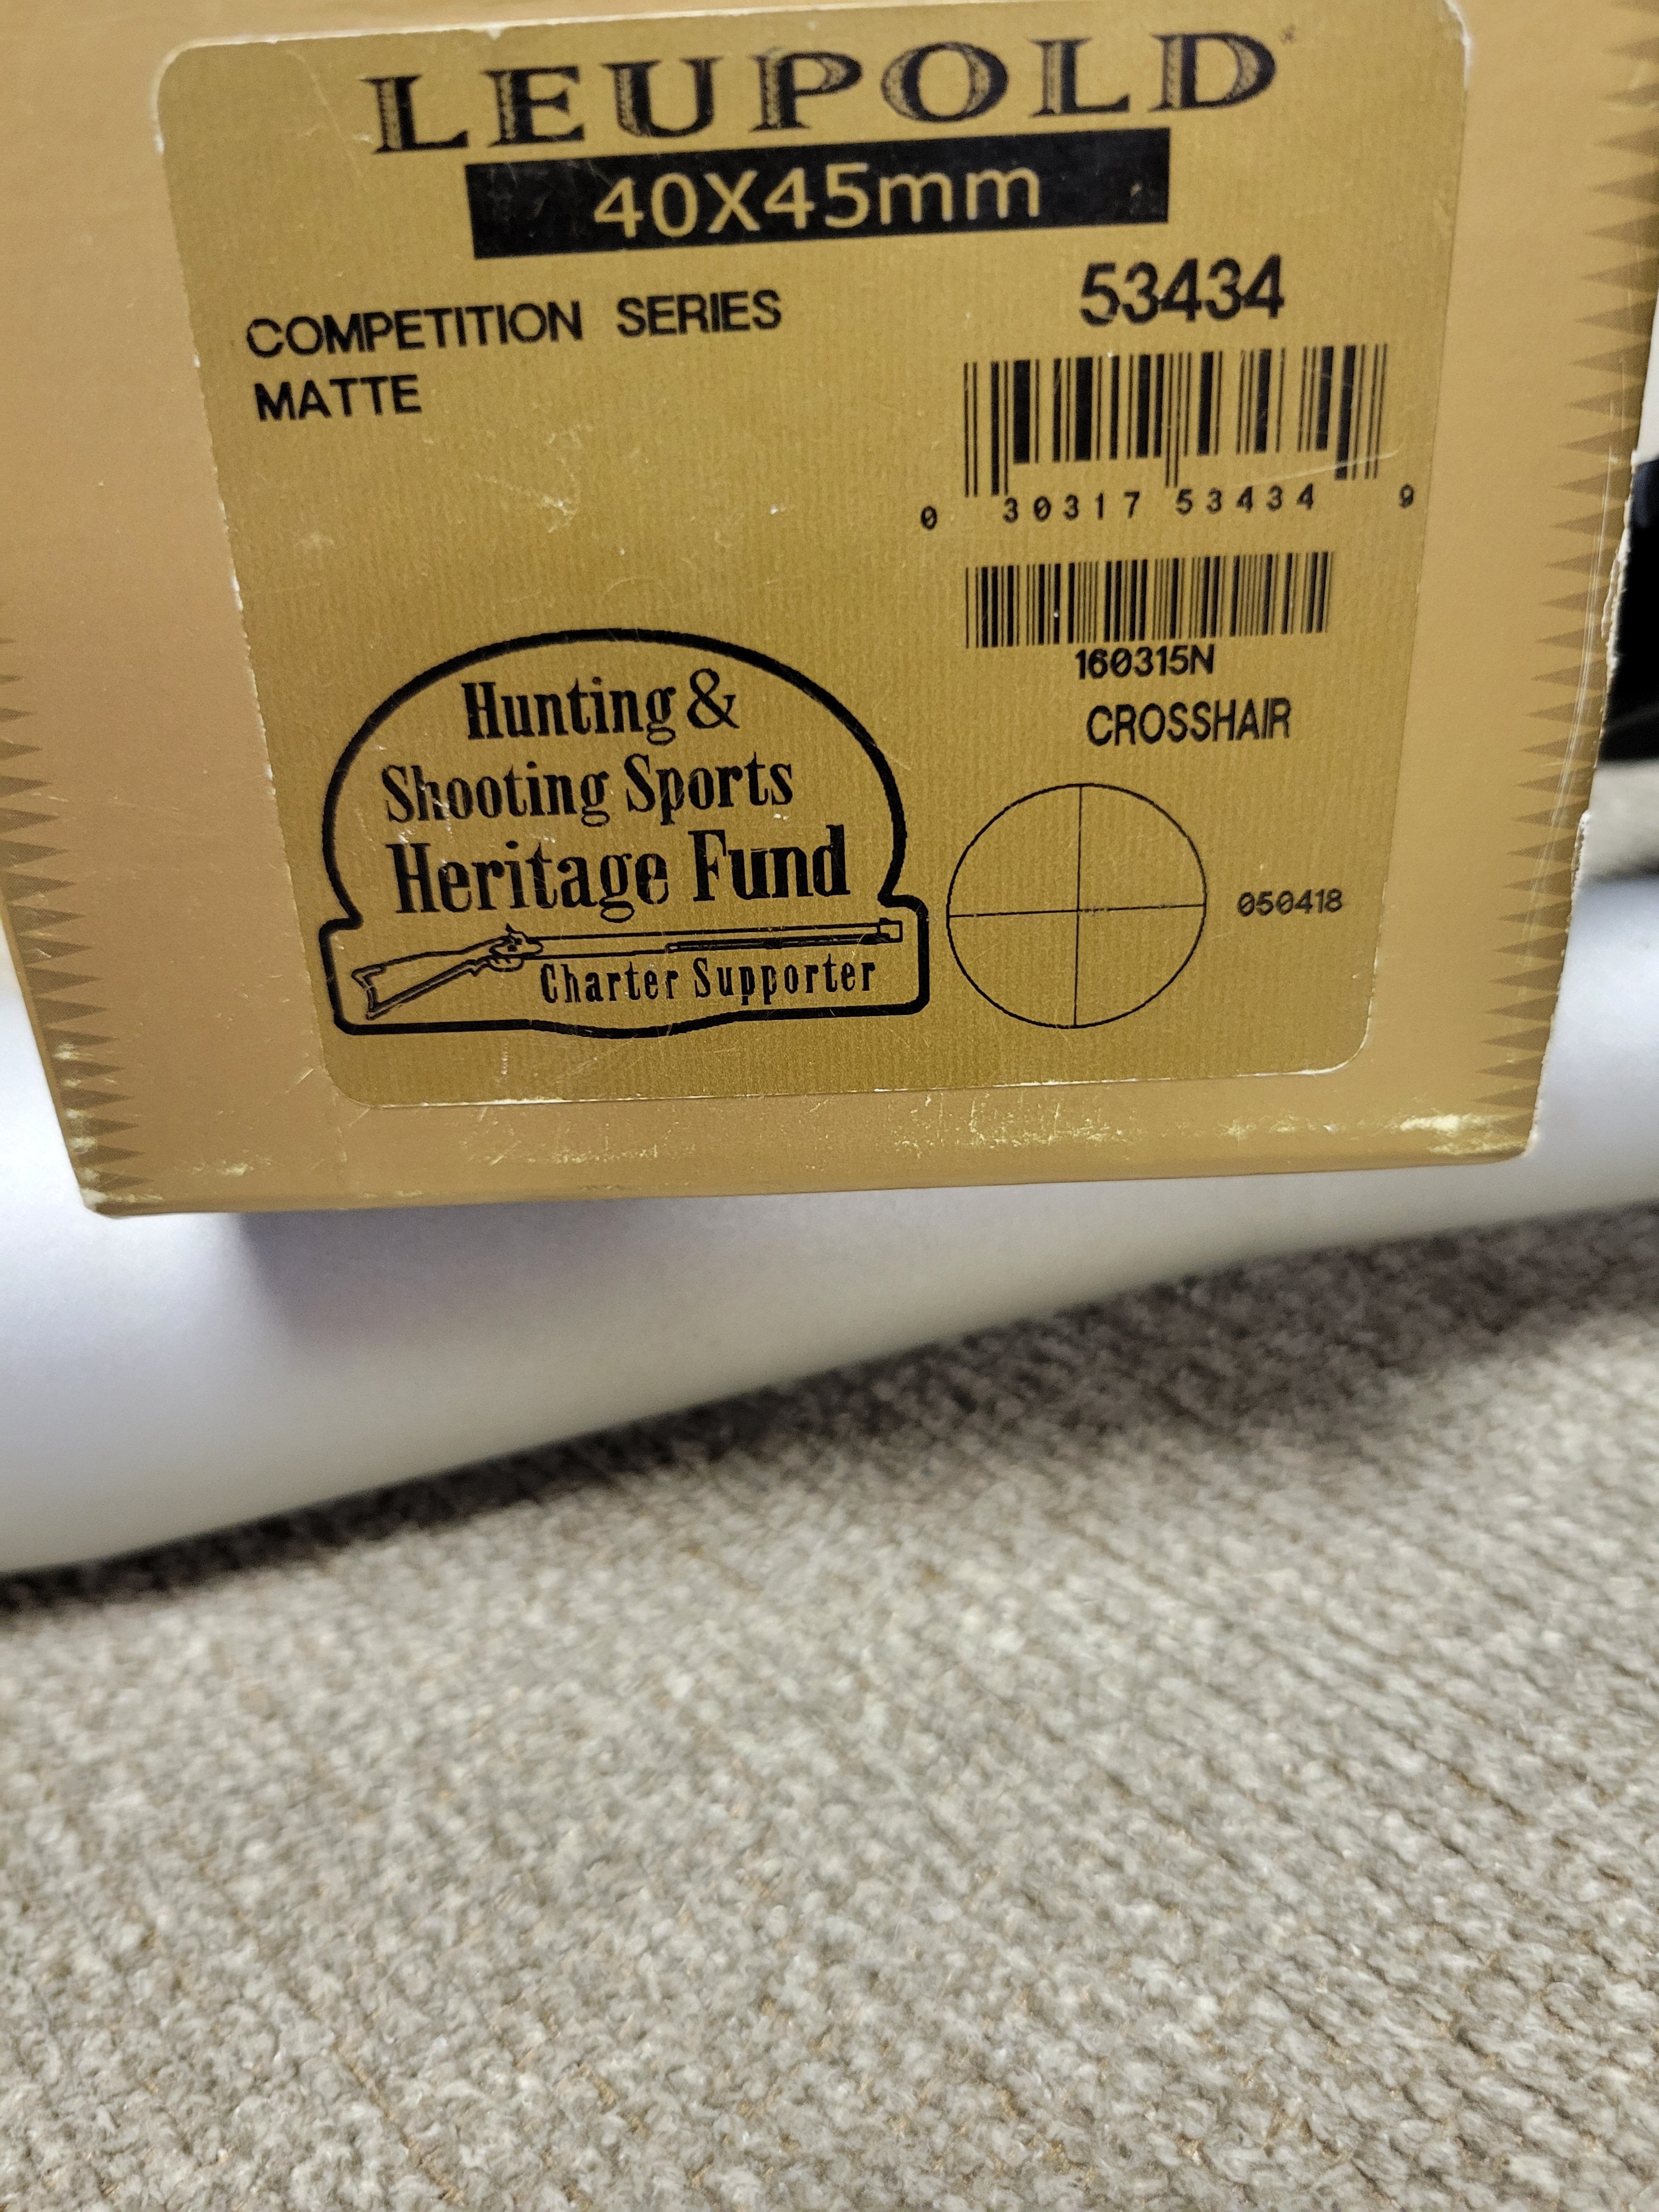 LEUPOLD
40X45mm
COMPETITION SERIES
MATTE
53434
0 30317 53434 9
160315N
CROSSHAIR
050418
Hunting &
Shooting Sports
Heritage Fund
Charter Supporter